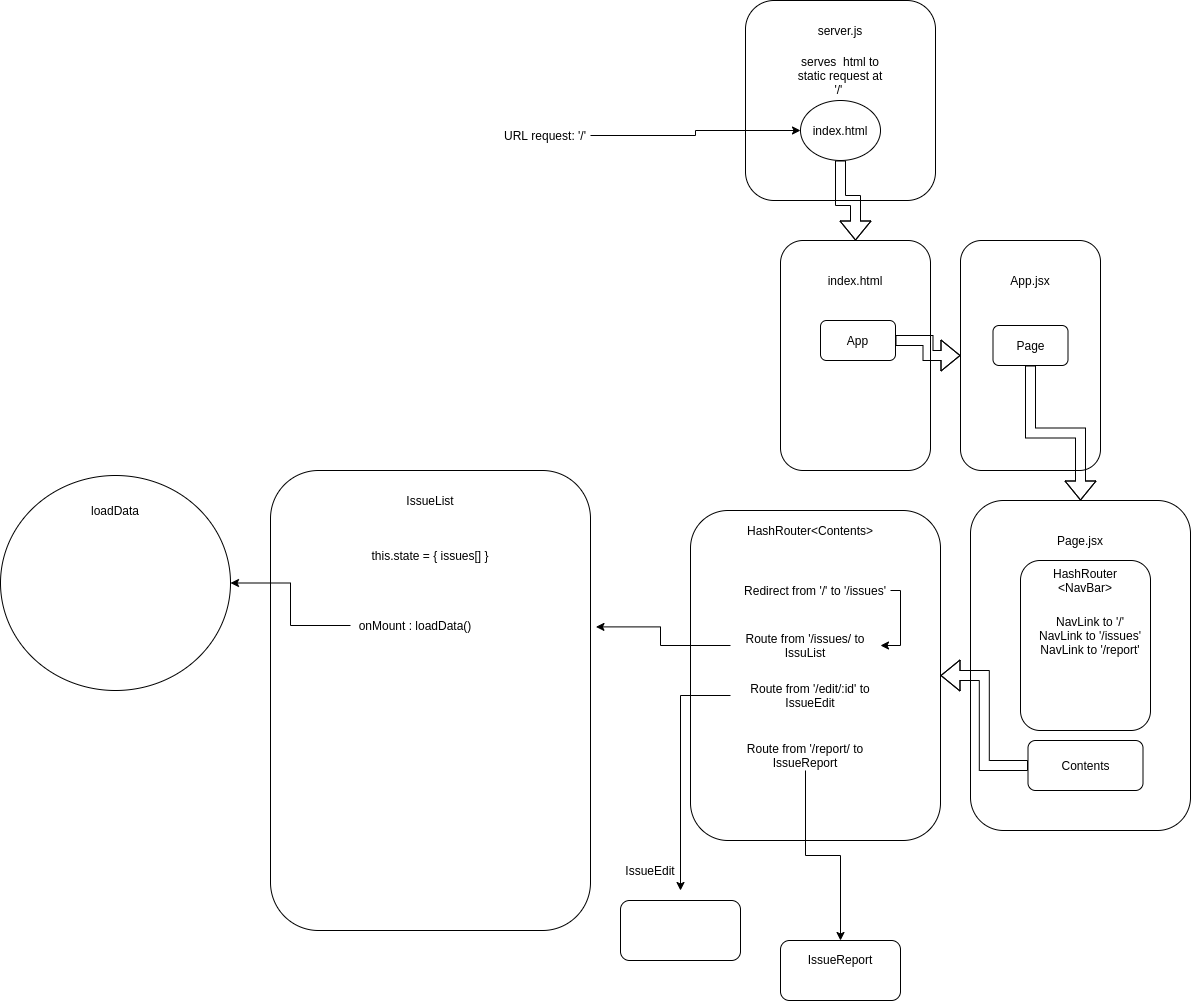 server.js
serves  html to
static request at
'/'
URL request: '/'
index.html
index.html
App
App.jsx
Page
loadData
IssueList
this.state = { issues[] }
onMount : loadData()
HashRouter<Contents>
Redirect from '/' to '/issues'
Route from '/issues/ to
IssuList
Route from '/edit/:id' to
IssueEdit
Route from '/report/ to
IssueReport
Page.jsx
HashRouter
<NavBar>
NavLink to '/'
NavLink to '/issues'
NavLink to '/report'
Contents
IssueEdit
IssueReport